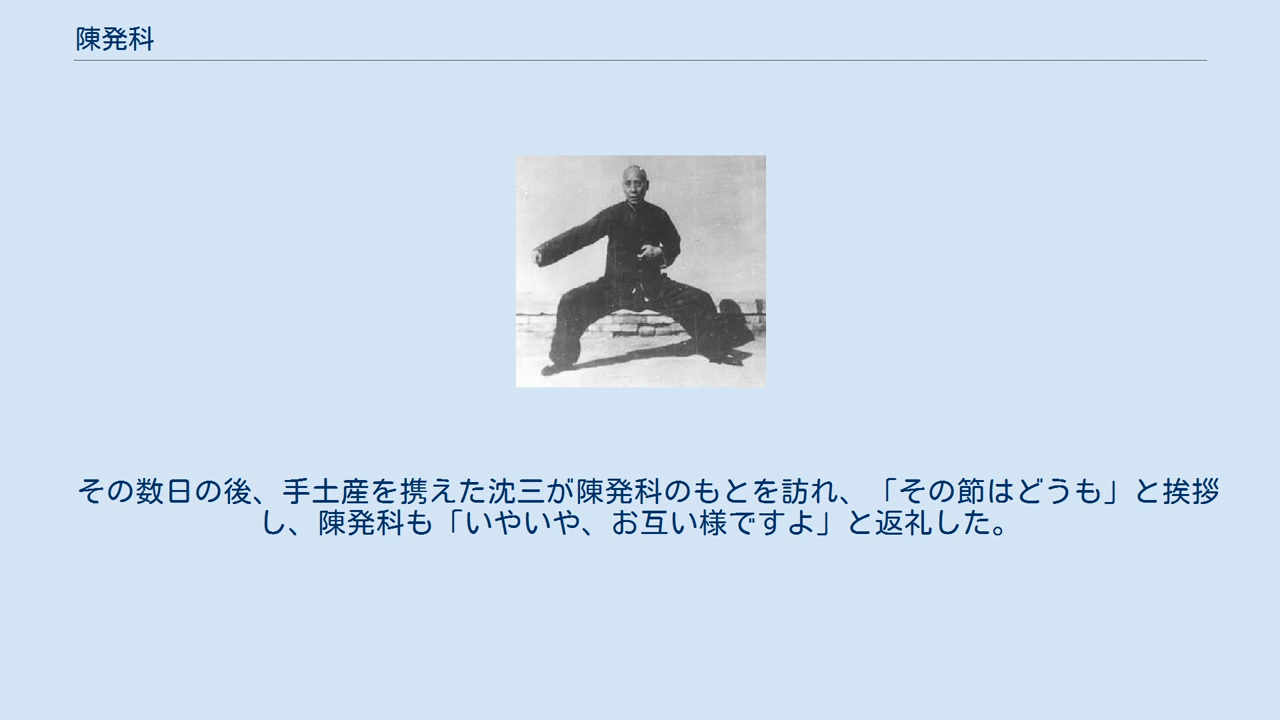 陳発科
その数日の後、手土産を携えた沈三が陳発科のもとを訪れ、「その節はどうも」と挨拶
し、陳発科も「いやいや、お互い様ですよ」と返礼した。